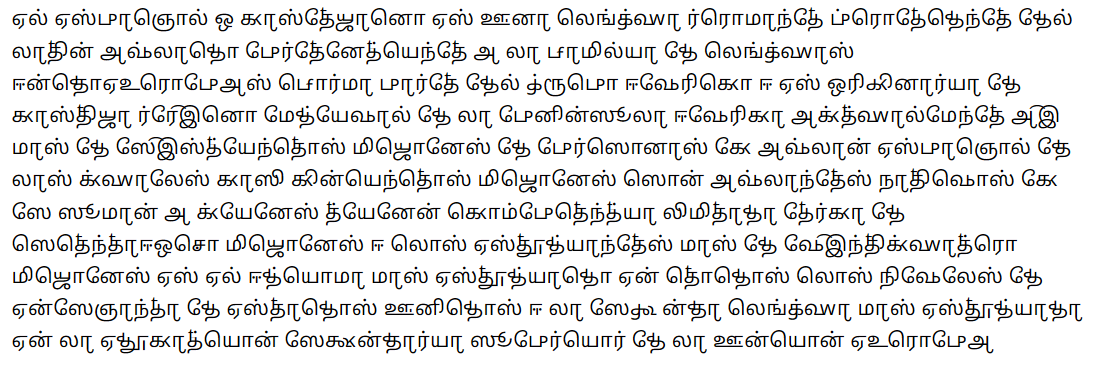 ஏல் ஏஸ்பாஞொல் ஒ காஸ்தேஜானொ ஏஸ் ஊனா லெங்க்வா ர்ரொமாந்தே ப்ரொதேதெந்தே தேல்
லாதின் அவ்லாதொ பேர்தேனேத்யெந்தே அ லா பாமில்யா தே லெங்க்வாஸ்
ஈன்தொஏஉரொபேஅஸ் பொர்மா பார்தே தேல் க்ரூபொ ஈவேரிகொ ஈ ஏஸ் ஒரிகினார்யா தே
காஸ்திஜா ர்ரேஇனொ மேத்யேவால் தே லா பேனின்ஸூலா ஈவேரிகா அக்த்வால்மேந்தே அஇ
மாஸ் தே ஸேஇஸ்த்யேந்தொஸ் மிஜொனேஸ் தே பேர்ஸொனாஸ் கே அவ்லான் ஏஸ்பாஞொல் தே
லாஸ் க்வாலேஸ் காஸி கின்யெந்தொஸ் மிஜொனேஸ் ஸொன் அவ்லாந்தேஸ் நாதிவொஸ் கே
ஸே ஸூமான் அ க்யேனேஸ் த்யேனேன் கொம்பேதெந்த்யா லிமிதாதா தேர்கா தே
ஸெதெந்தாஈஒசொ மிஜொனேஸ் ஈ லொஸ் ஏஸ்தூத்யாந்தேஸ் மாஸ் தே வேஇந்திக்வாத்ரொ
மிஜொனேஸ் ஏஸ் ஏல் ஈத்யொமா மாஸ் ஏஸ்தூத்யாதொ ஏன் தொதொஸ் லொஸ் நிவேலேஸ் தே
ஏன்ஸேஞாந்தா தே ஏஸ்தாதொஸ் ஊனிதொஸ் ஈ லா ஸேகூன்தா லெங்க்வா மாஸ் ஏஸ்தூத்யாதா
ஏன் லா ஏதூகாத்யொன் ஸேகூன்தார்யா ஸூபேர்யொர் தே லா ஊன்யொன் ஏஉரொபேஅ